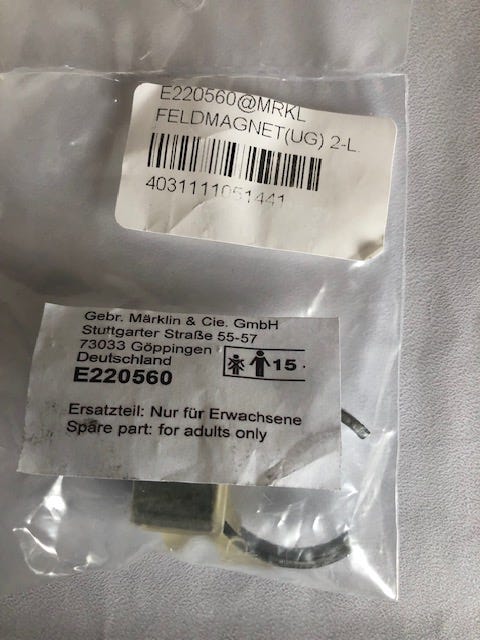 E220560@MRKL
FELDMAGNET(UG) 2-L.
4031111051441
Gebr. Märklin & Cie. GmbH
Stuttgarter Straße 55-57
73033 Göppingen
Deutschland
15
E220560
Ersatzteil: Nur für Erwachsene
Spare part: for adults only